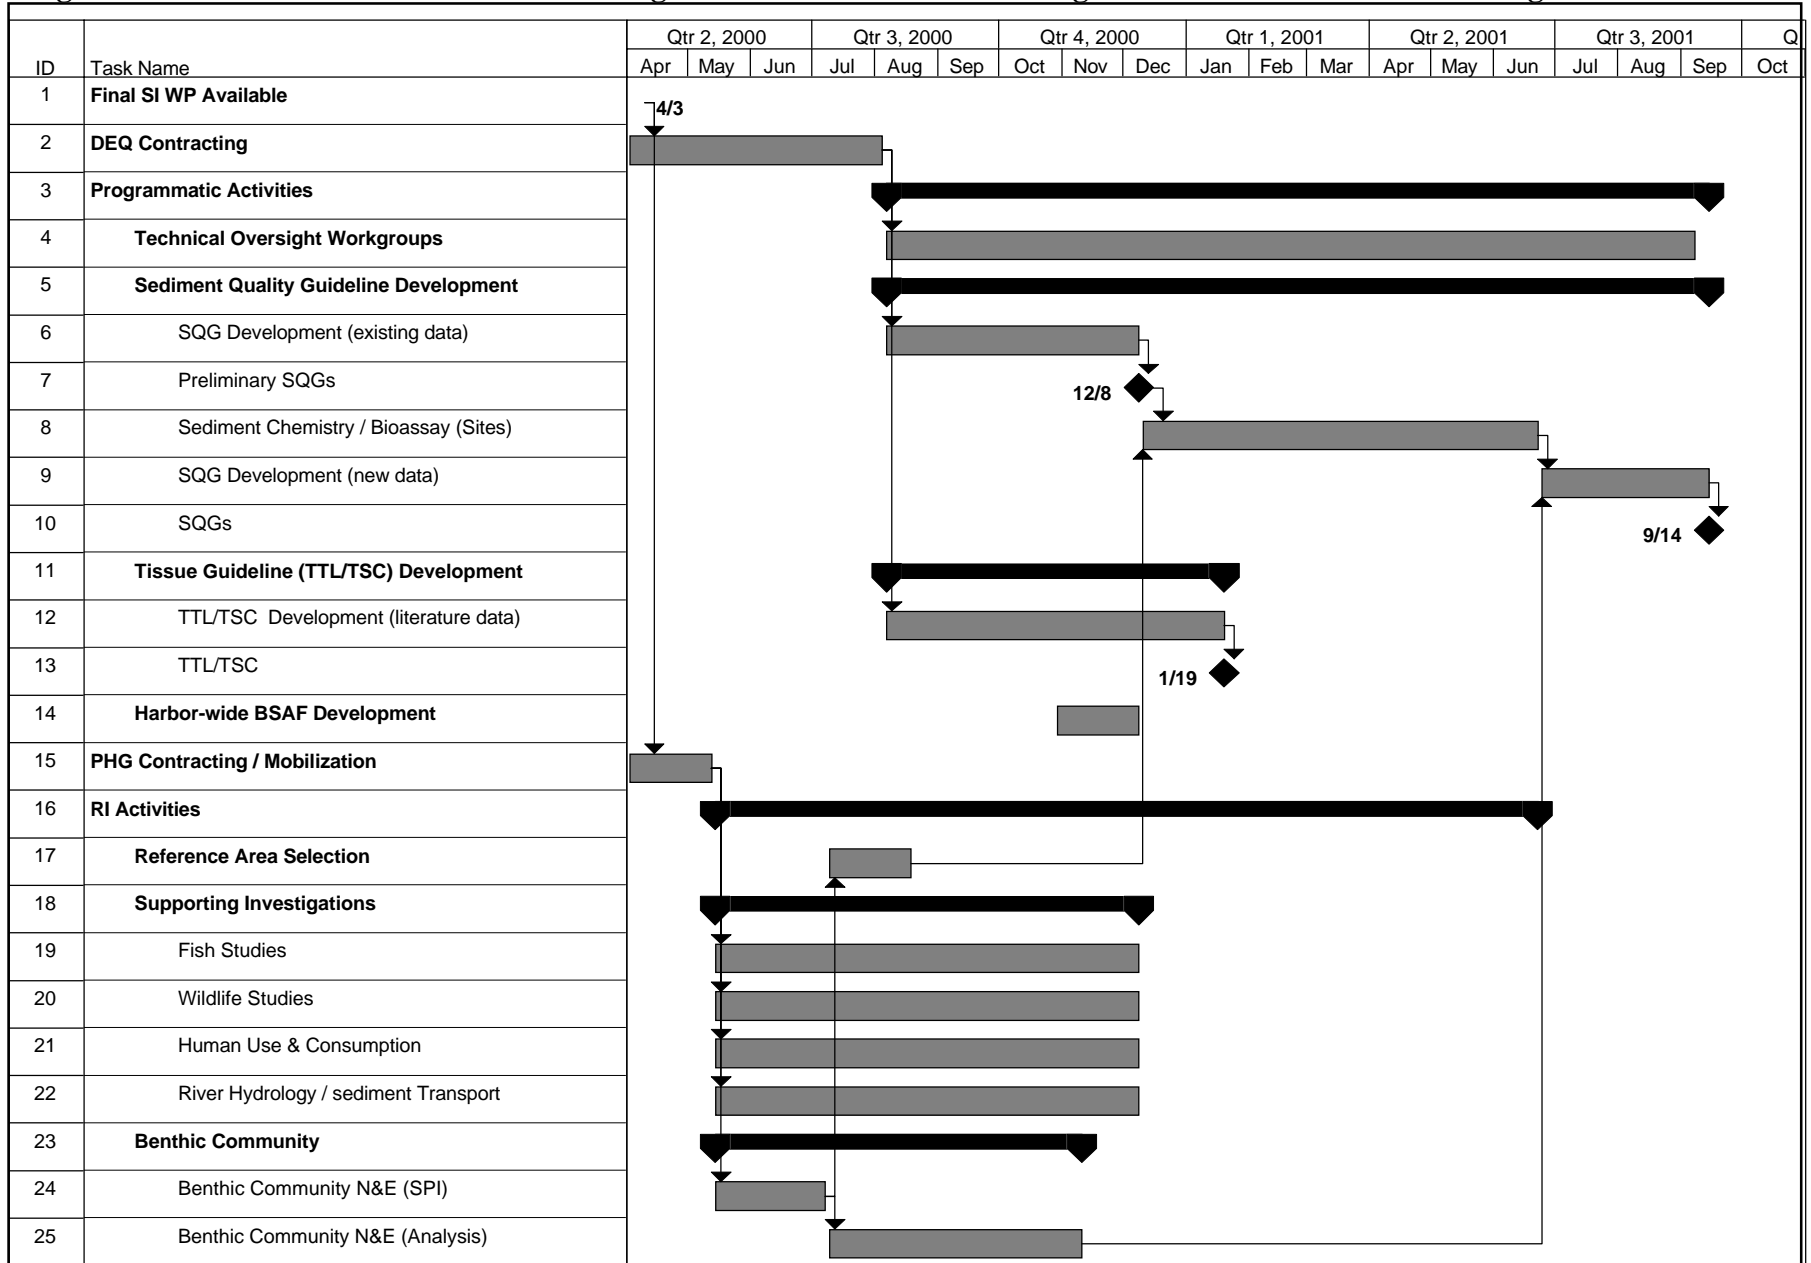 Qtr 2, 2000 Qtr 3, 2000 Qtr 4, 2000 Qtr 1, 2001 Qtr 2, 2001 Qtr 3, 2001 Q
ID Task Name Apr May Jun Jul Aug Sep Oct Nov Dec Jan Feb Mar Apr May Jun Jul Aug Sep Oct
1 Final SI WP Available 4/3
2 DEQ Contracting
3 Programmatic Activities
4 Technical Oversight Workgroups
5 Sediment Quality Guideline Development
6 SQG Development (existing data)
7 Preliminary SQGs 12/8
8 Sediment Chemistry / Bioassay (Sites)
9 SQG Development (new data)
10 SQGs 9/14
11 Tissue Guideline (TTL/TSC) Development
12 TTL/TSC Development (literature data)
13 TTL/TSC 1/19
14 Harbor-wide BSAF Development
15 PHG Contracting / Mobilization
16 RI Activities
17 Reference Area Selection
18 Supporting Investigations
19 Fish Studies
20 Wildlife Studies
21 Human Use & Consumption
22 River Hydrology / sediment Transport
23 Benthic Community
24 Benthic Community N&E (SPI)
25 Benthic Community N&E (Analysis)